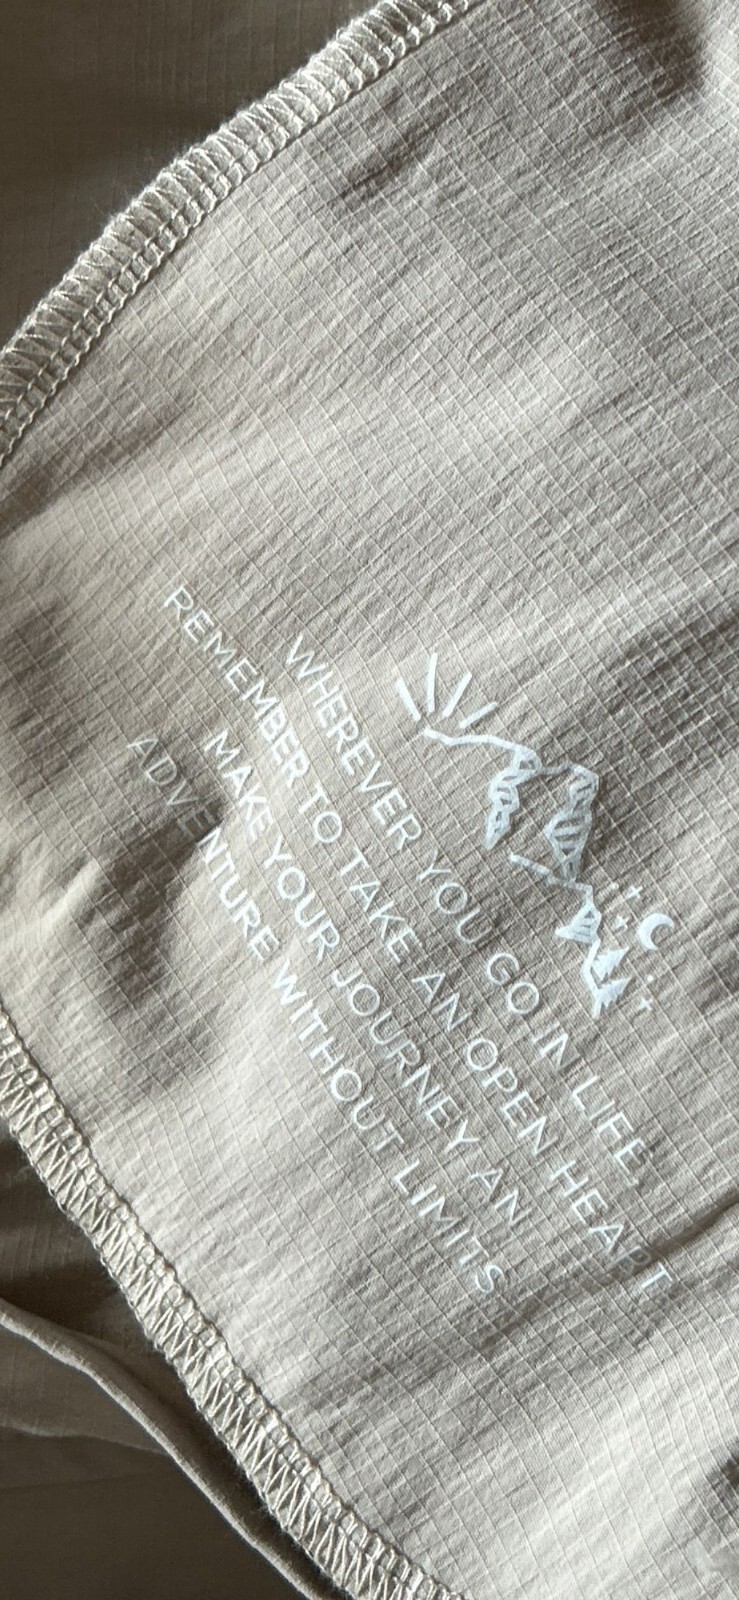 WHEREVER YOU GO IN LIFE,
REMEMBER TO TAKE AN OPEN HEART
MAKE YOUR JOURNEY AN
ADVENTURE WITHOUT LIMITS